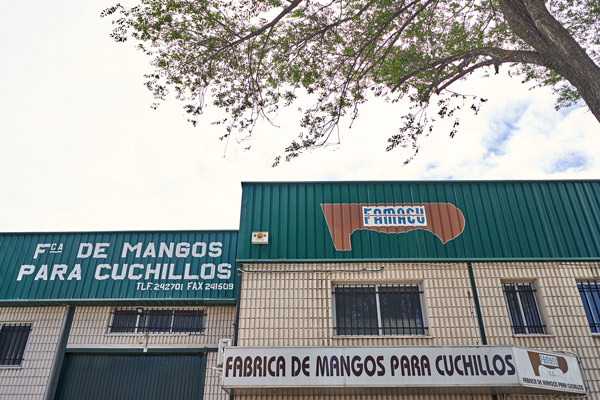 FCA DE MANGOS
PARA CUCHILLOS
TLF. 242701 FAX 241509
FAMACU
FABRICA DE MANGOS PARA CUCHILLOS
FAMACU
FABRICA DE MANGOS PARA CUCHILLOS